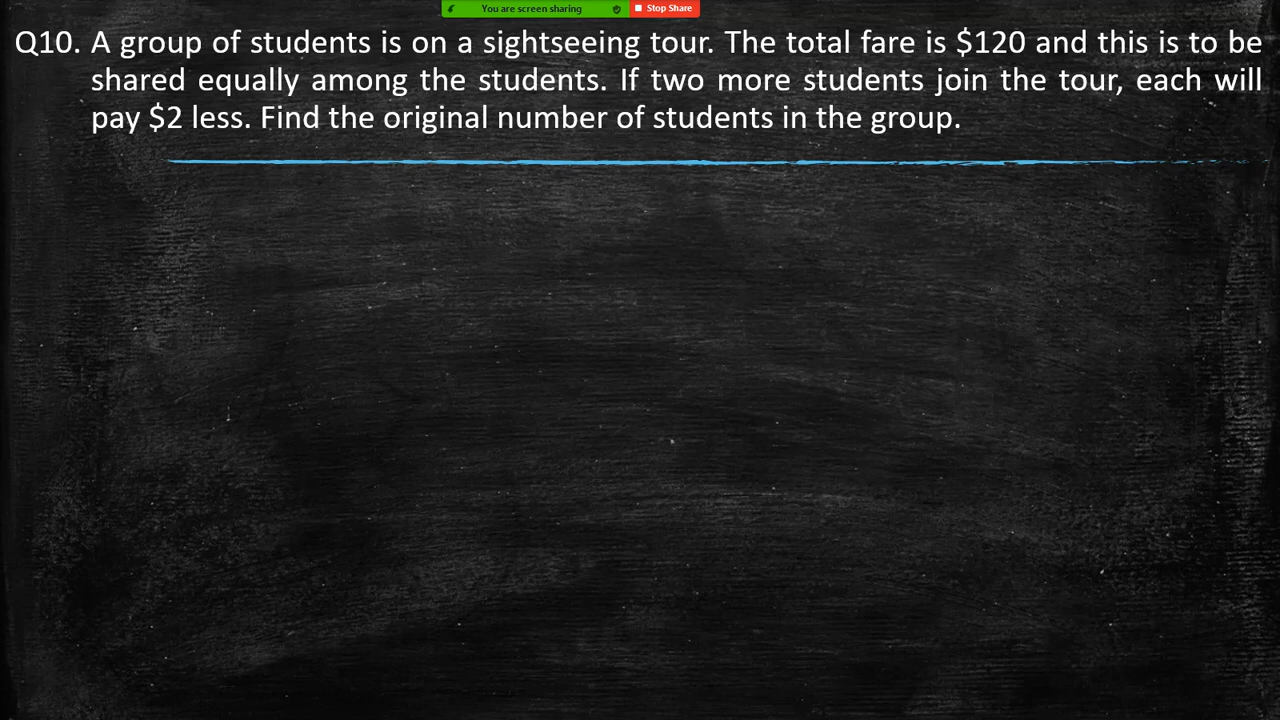 You are screen sharing
Stop Share
Q10. A group of students is on a sightseeing tour. The total fare is $120 and this is to be
shared equally among the students. If two more students join the tour, each will
pay $2 less. Find the original number of students in the group.